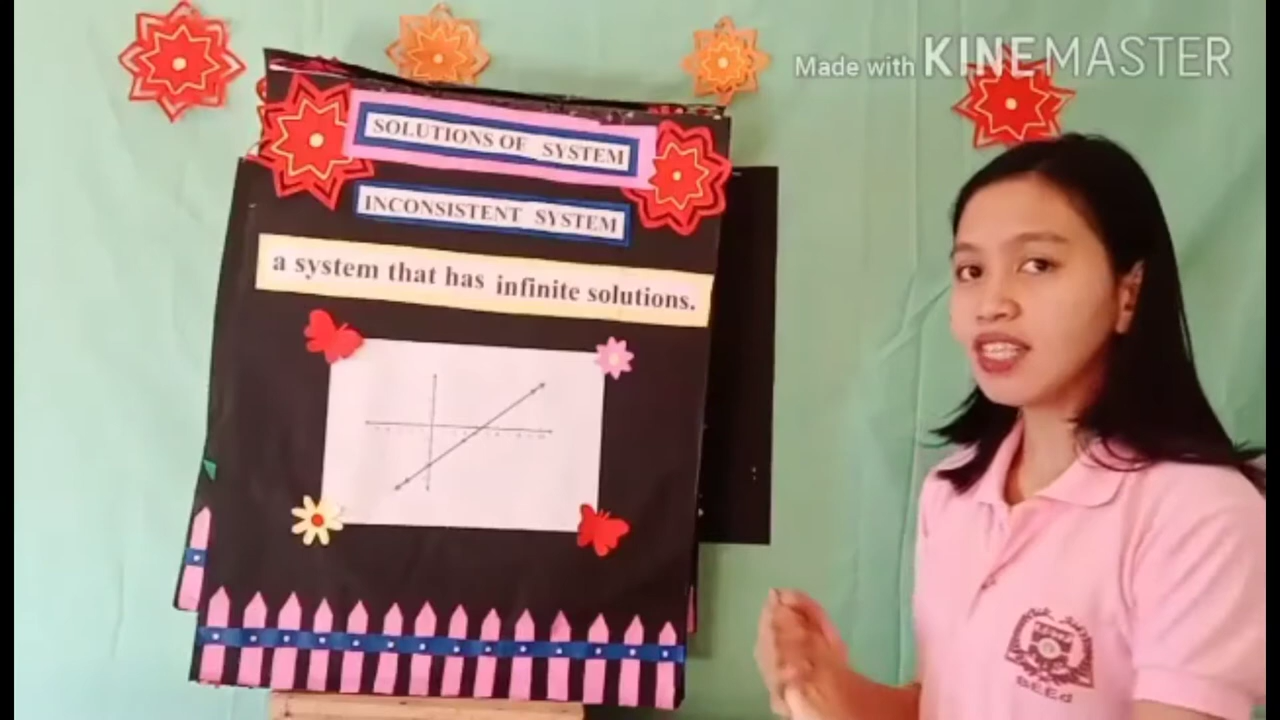 Made with KINEMASTER
SOLUTIONS OF SYSTEM
INCONSISTENT SYSTEM
a system that has infinite solutions.
BEEd